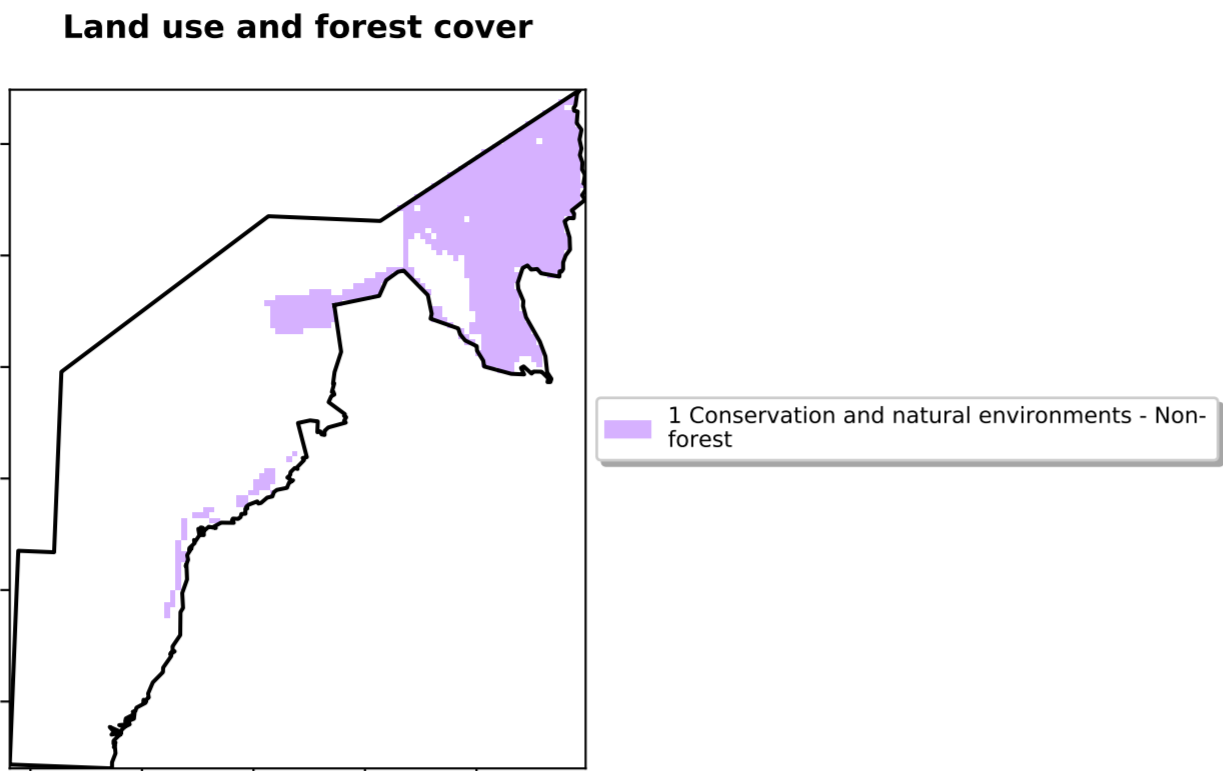 Land use and forest cover
1 Conservation and natural environments - Non-
forest